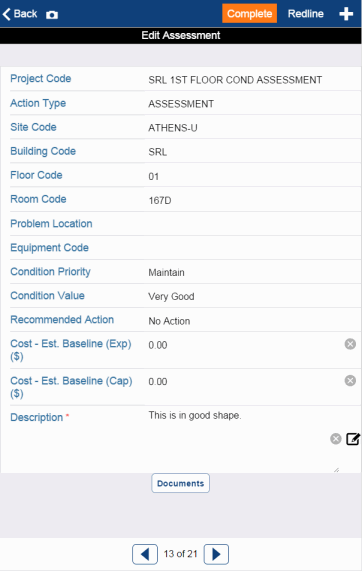 Back Complete Redline
Edit Assessment
Project Code SRL 1ST FLOOR COND ASSESSMENT
Action Type ASSESSMENT
Site Code ATHENS-U
Building Code SRL
Floor Code 01
Room Code 167D
Problem Location
Equipment Code
Condition Priority Maintain
Condition Value Very Good
Recommended Action No Action
Cost - Est. Baseline (Exp) 0.00
($)
Cost - Est. Baseline (Cap) 0.00
($)
Description * This is in good shape.
Documents
13 of 21